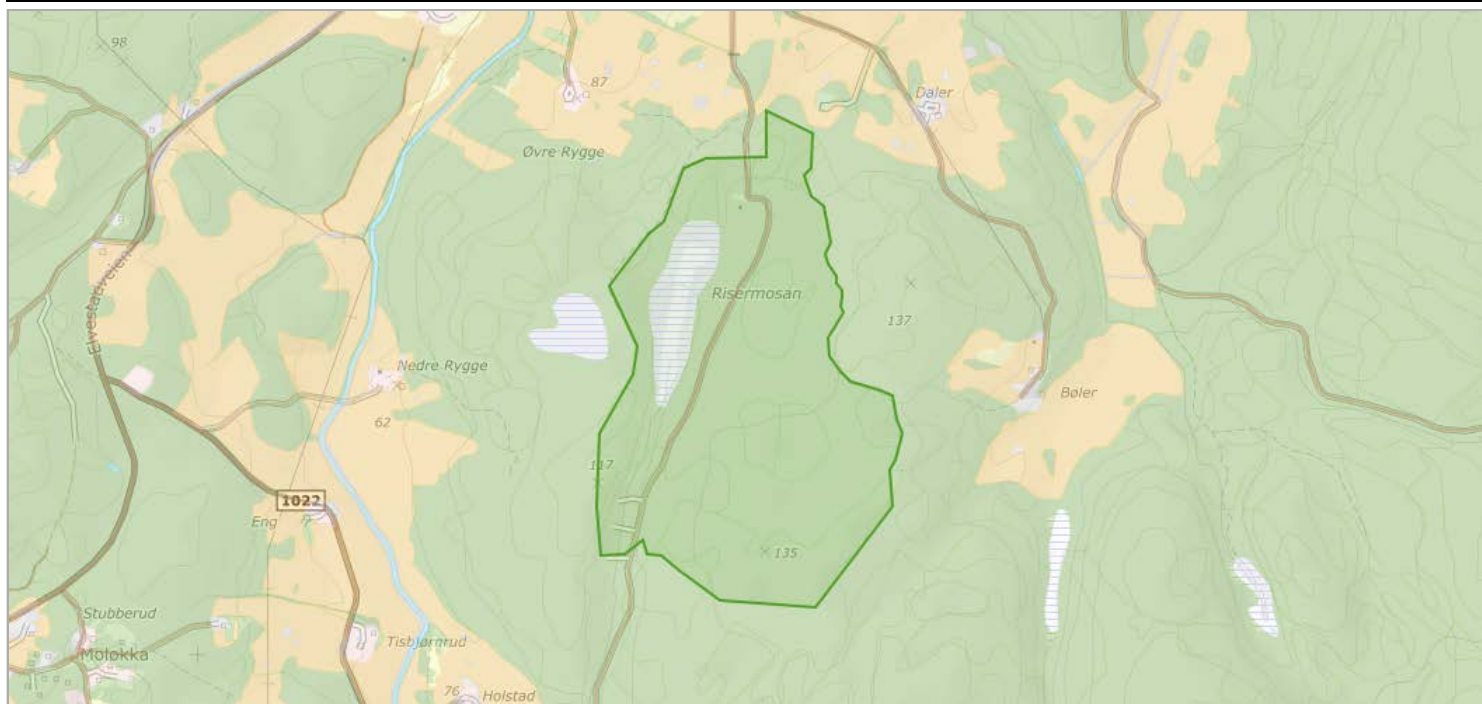 98
87
Daler
Øvre Rygge
Elvestadveien
Risermosan
137
Nedre Rygge
Bøler
62
117
1022
Eng
135
Stubberud
Tisbjørnrud
Moløkka
76
Holstad